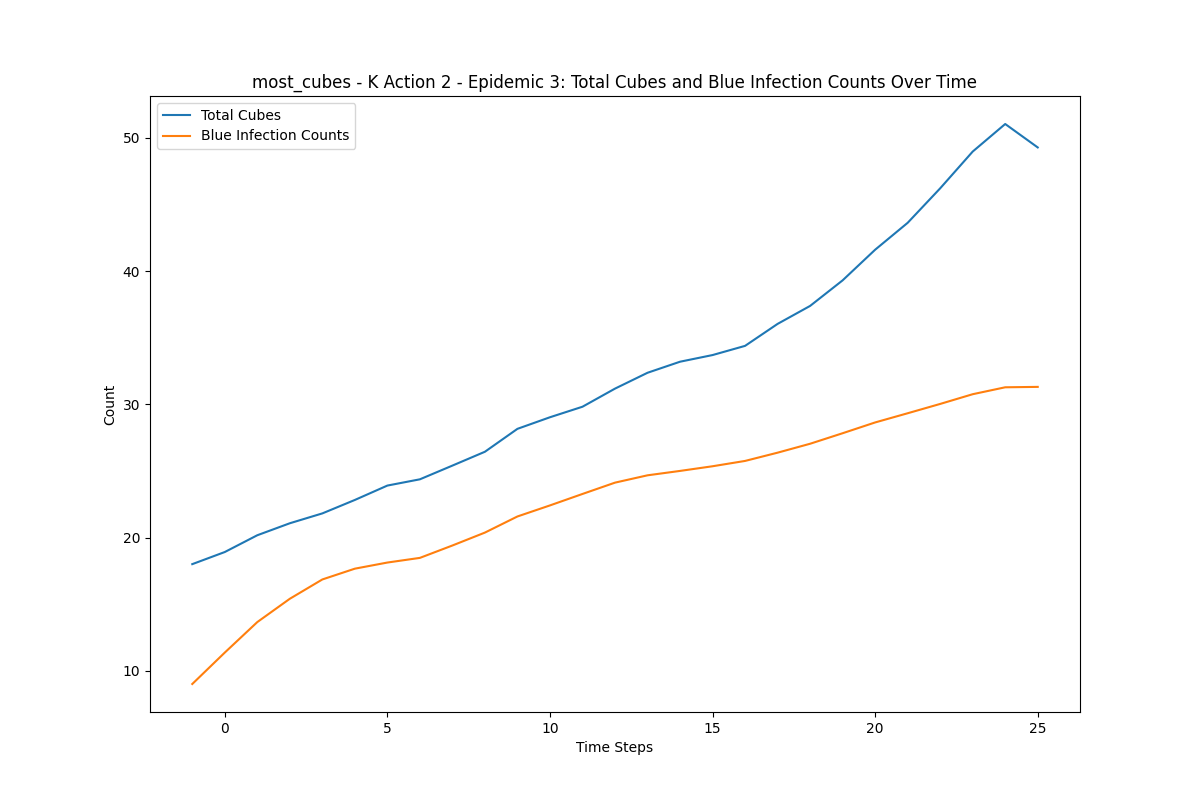 most_cubes - K Action 2 - Epidemic 3: Total Cubes and Blue Infection Counts Over Time
Total Cubes
Blue Infection Counts
50
40
30
20
10
Count
0 5 10 15 20 25
Time Steps